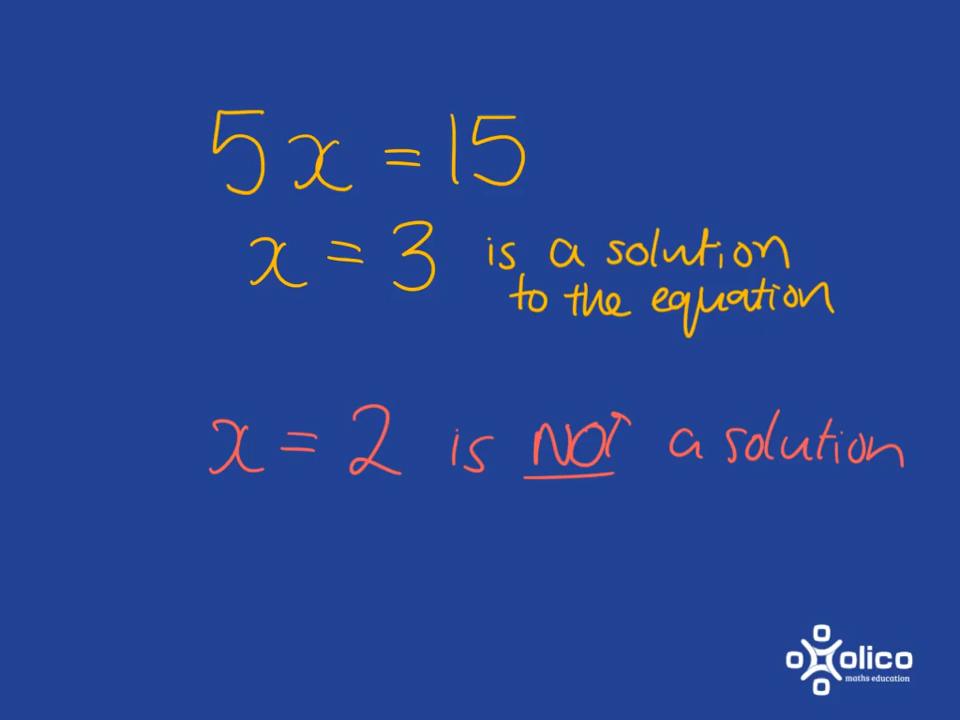 5x = 15
x = 3 is a solution
to the equation
x = 2 is NOT a solution
olico
maths education